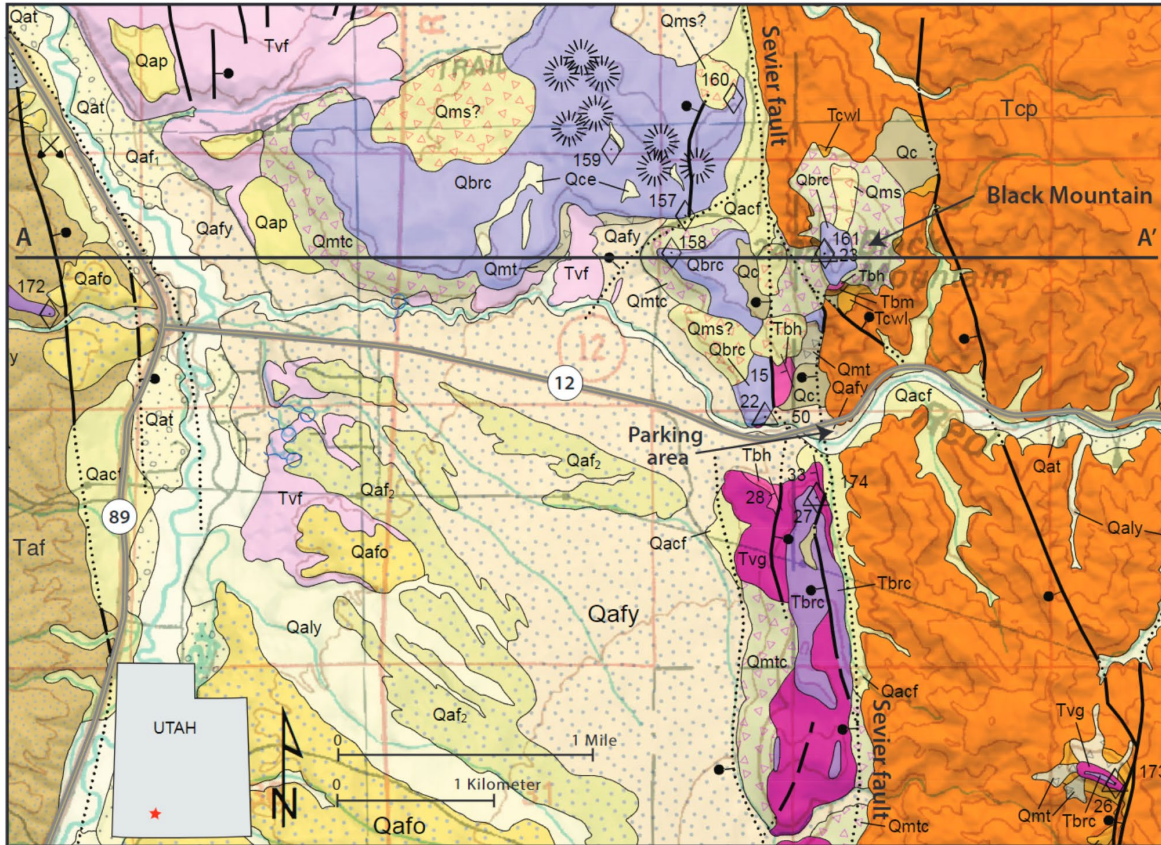 Qat
Qap
Tvf
TRAIL
Qms?
160
Sevier fault
Tcp
Qat
Qaf₁
Qms?
159
Qbrc
Qce
157
Tcwl
Qc
Qbrc
Qms
Black Mountain
Qafy
Qap
Qmtc
Qafy
Qacf
158
161
23
A
A'
Qmt
Tvf
Qbrc
Qc
Tbh
172
Qafo
Qmtc
Tbm
Tcwl
Qms?
Tbh
Qbrc
12
y
15
Qmt
Qafy
12
22
Qc
50
Qacf
Qat
Parking
area
Qat
Qaf₂
Tbh
33
174
Qacf
Tvf
Qaf₂
28
27
Qaly
89
Qafo
Qacf
Taf
Tvg
Qafy
Tbrc
Tbrc
Qaly
Qmtc
Qaf₂
Qacf
UTAH
Tvg
0
1 Mile
Sevier fault
0
1 Kilometer
173
N
Qafo
26
Qmt
Tbrc
Qmtc